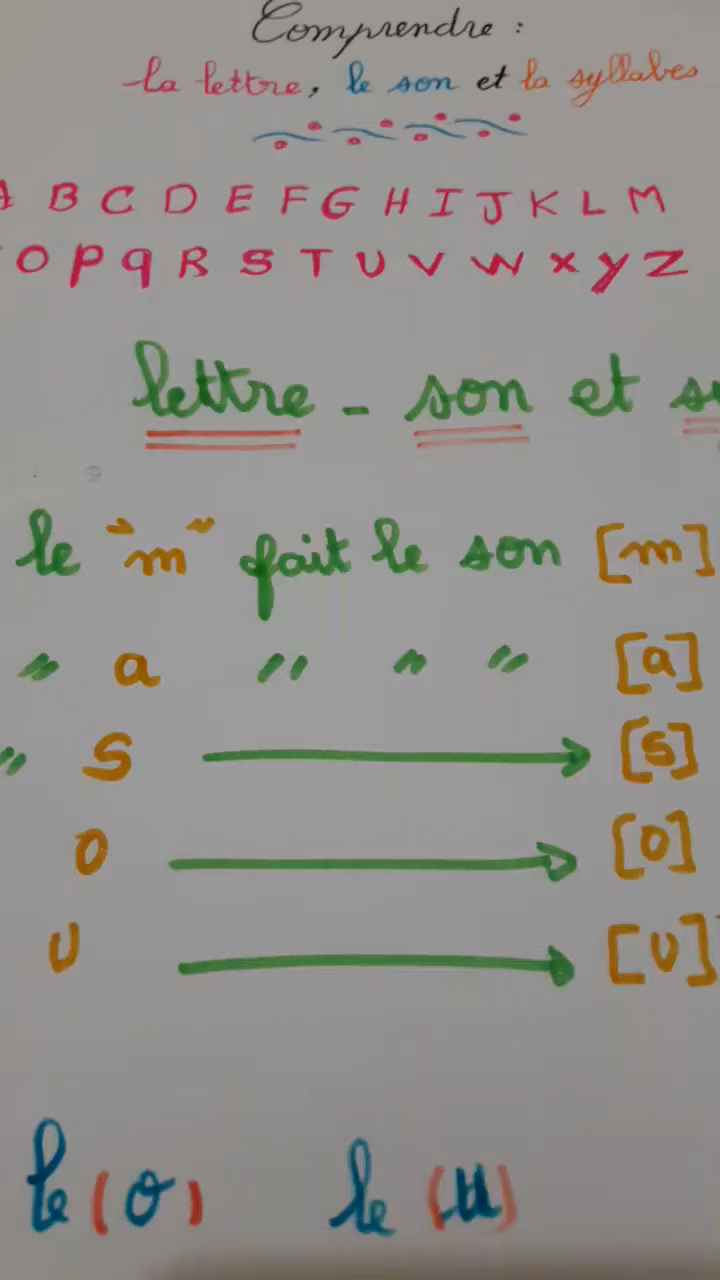 Comprendre :
la lettre, le son et la syllabes
A B C D E F G H I J K L M
O P q R S T U V W X Y Z
lettre - son et
le "m" fait le son [m]
" a " " " [a]
" S → [S]
O → [O]
U → [U]
le (o) le (u)